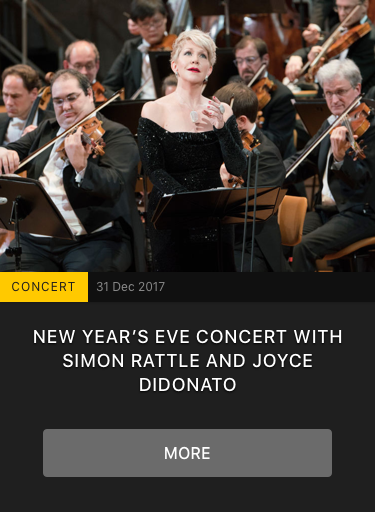 CONCERT 31 Dec 2017
NEW YEAR’S EVE CONCERT WITH
SIMON RATTLE AND JOYCE
DIDONATO
MORE